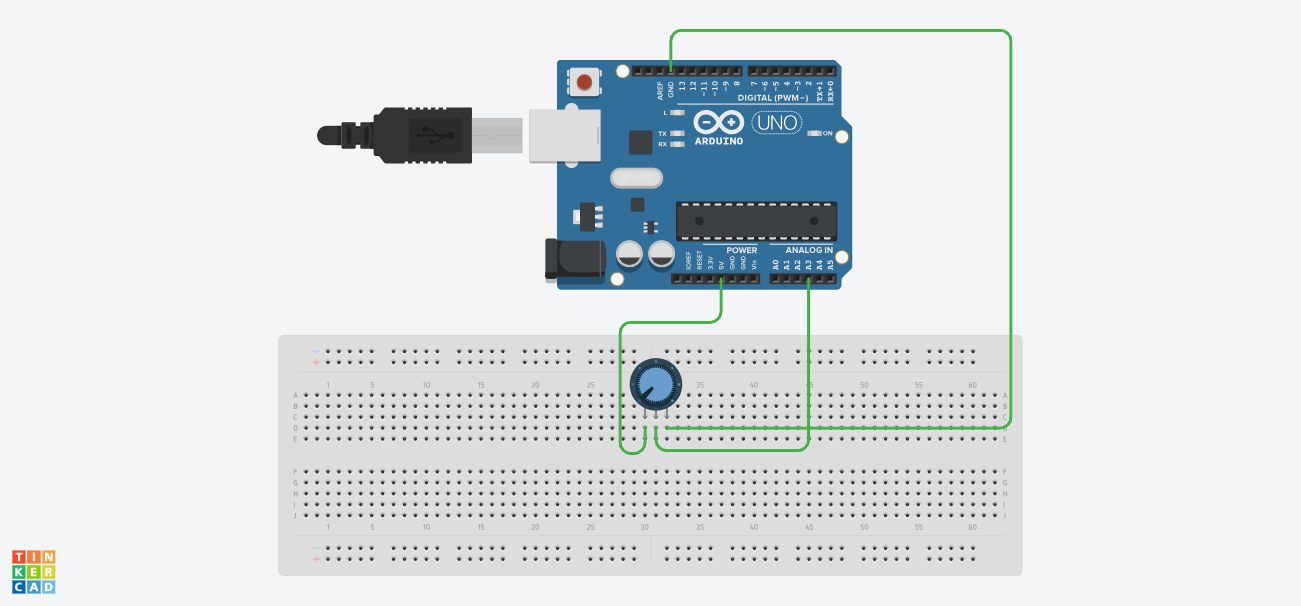 AREF
GND
13
12
~11
~10
~9
8
7
~6
~5
4
~3
2
TX→1
RX←0
DIGITAL (PWM~)
L
TX
RX
UNO
ARDUINO
ON
POWER
ANALOG IN
IOREF
RESET
3.3V
5V
GND
GND
Vin
A0
A1
A2
A3
A4
A5
1 5 10 15 20 25 35 40 45 50 55 60
A A
B B
C C
D D
E E
F F
G G
H H
I I
J J
1 5 10 15 20 25 30 35 40 45 50 55 60
TIN
KER
CAD